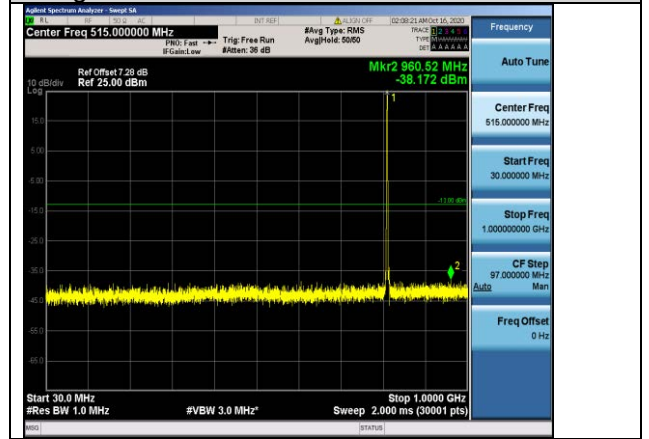 Agilent Spectrum Analyzer - Swept SA
RL RF 50 Ω AC INT REF ALIGN OFF 02:08:21 AM Oct 16, 2020
Center Freq 515.000000 MHz
PNO: Fast
IFGain:Low
Trig: Free Run
#Atten: 36 dB
#Avg Type: RMS
Avg|Hold: 50/50
TRACE 1 2 3 4 5 6
TYPE
DET A A A A A A
Frequency
Auto Tune
Mkr2 960.52 MHz
-38.172 dBm
Ref Offset 7.28 dB
Ref 25.00 dBm
10 dB/div
Log
1
Center Freq
515.000000 MHz
15.0
5.00
-5.00
Start Freq
30.000000 MHz
-13.00 dBm
-15.0
Stop Freq
1.000000000 GHz
-25.0
2
-35.0
CF Step
97.000000 MHz
Auto Man
-45.0
-55.0
Freq Offset
0 Hz
-65.0
Start 30.0 MHz
Stop 1.0000 GHz
#Res BW 1.0 MHz
#VBW 3.0 MHz*
Sweep 2.000 ms (30001 pts)
MSG
STATUS